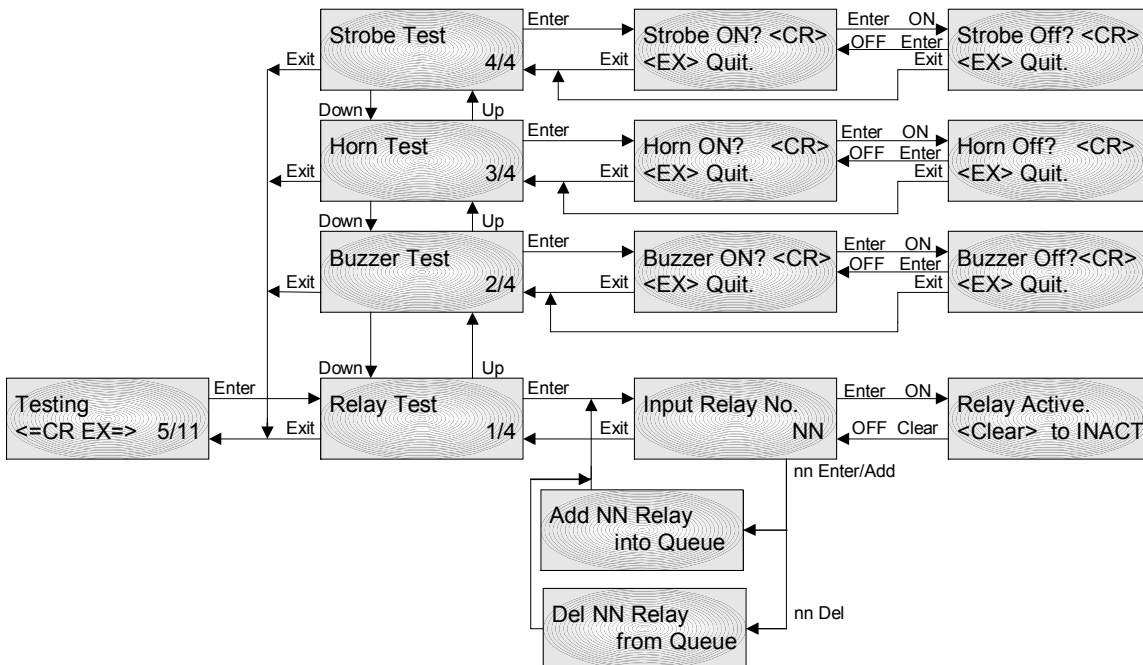 Strobe Test
4/4
Enter
Exit
Strobe ON? <CR>
<EX> Quit.
Exit
Enter ON
OFF Enter
Exit
Strobe Off? <CR>
<EX> Quit.
Down
Up
Horn Test
3/4
Enter
Exit
Horn ON? <CR>
<EX> Quit.
Exit
Enter ON
OFF Enter
Exit
Horn Off? <CR>
<EX> Quit.
Down
Up
Buzzer Test
2/4
Enter
Exit
Buzzer ON? <CR>
<EX> Quit.
Exit
Enter ON
OFF Enter
Exit
Buzzer Off?<CR>
<EX> Quit.
Down
Up
Testing
<=CR EX=> 5/11
Enter
Exit
Relay Test
1/4
Enter
Exit
Input Relay No.
NN
Enter ON
OFF Clear
Relay Active.
<Clear> to INACT
nn Enter/Add
Add NN Relay
into Queue
nn Del
Del NN Relay
from Queue